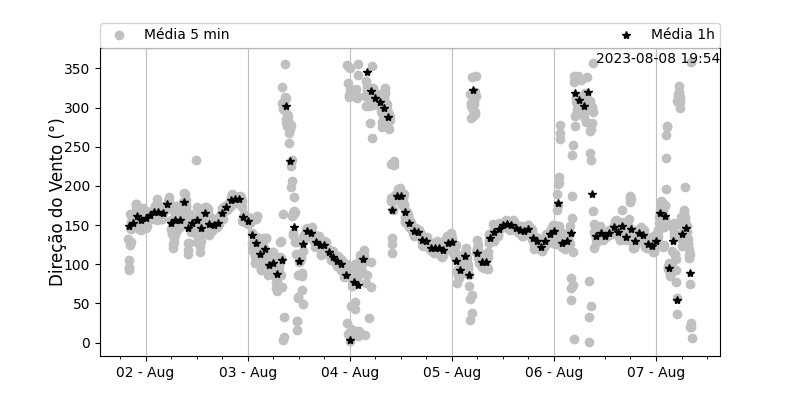 Média 5 min
Média 1h
2023-08-08 19:54
Direção do Vento (°)
350
300
250
200
150
100
50
0
02 - Aug
03 - Aug
04 - Aug
05 - Aug
06 - Aug
07 - Aug